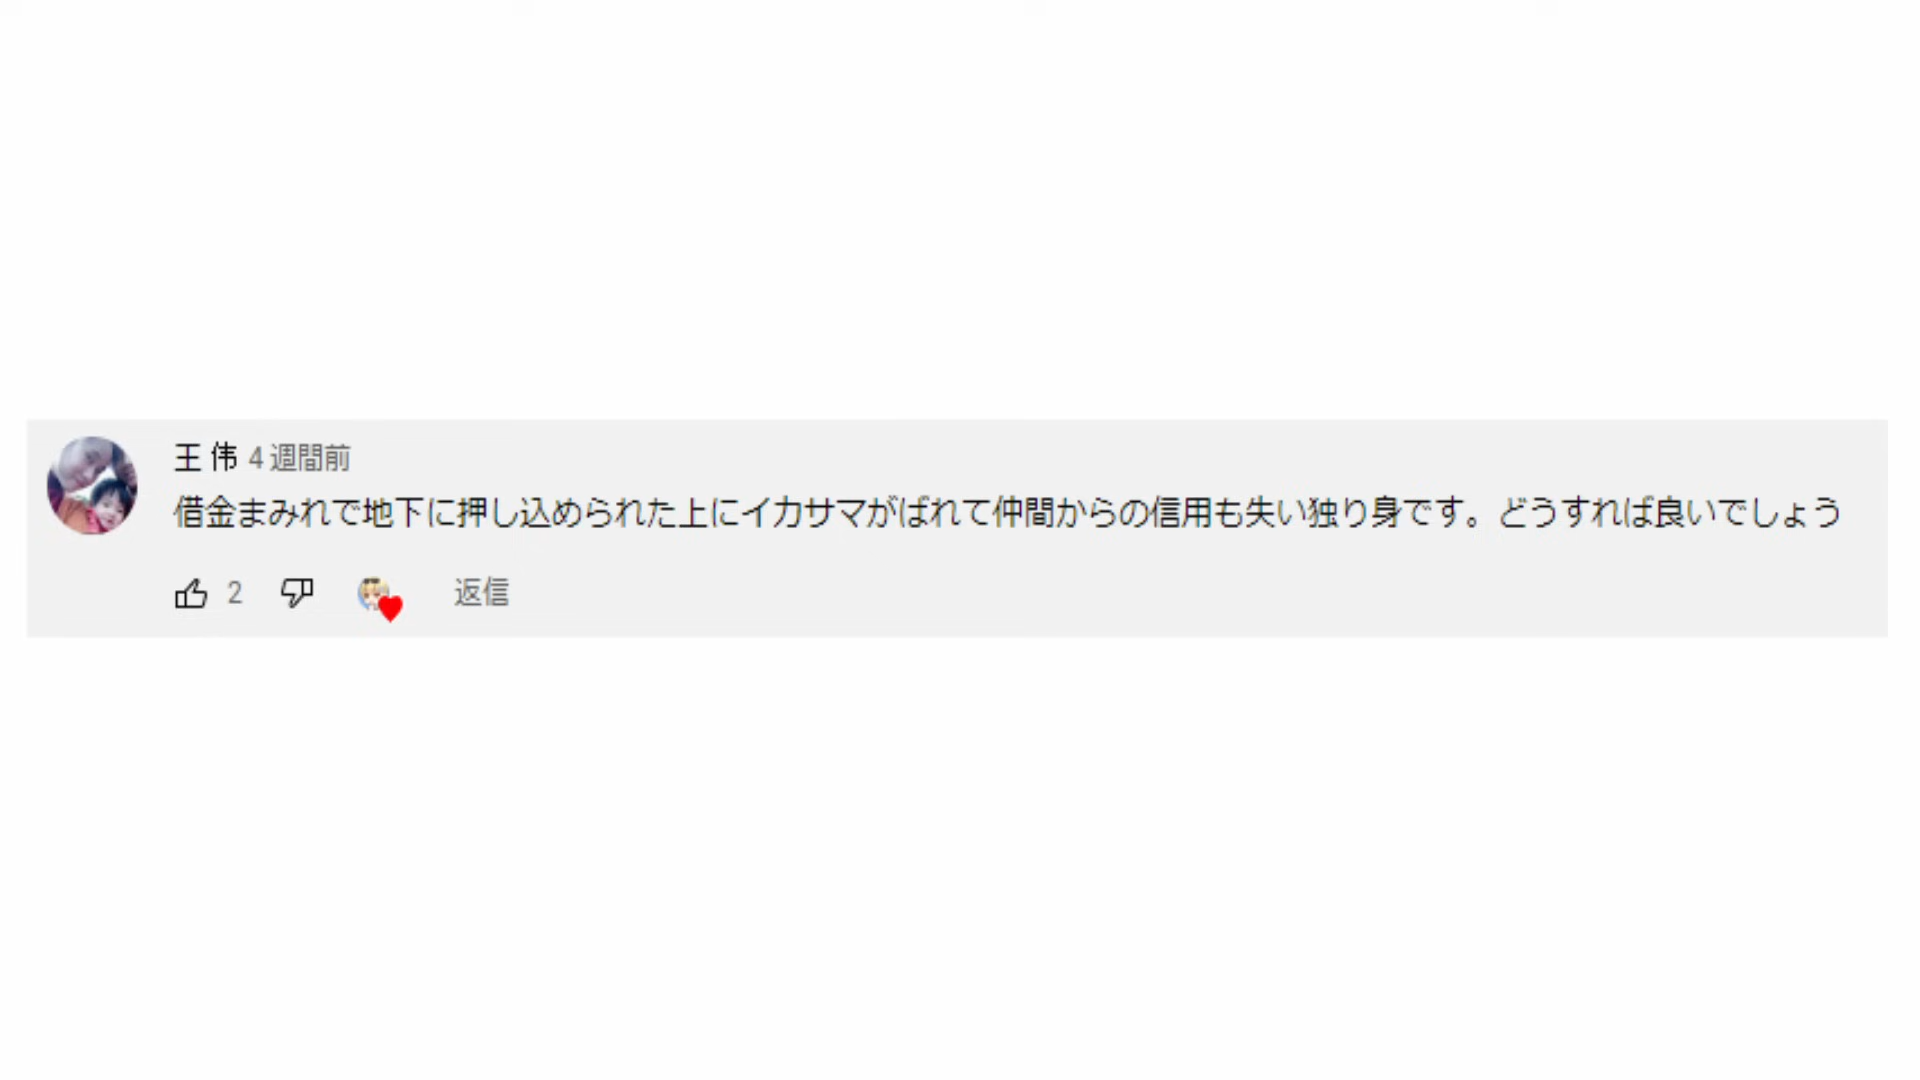 王 伟 4 週間前
借金まみれで地下に押し込められた上にイカサマがばれて仲間からの信用も失い独り身です。どうすれば良いでしょう
2 返信